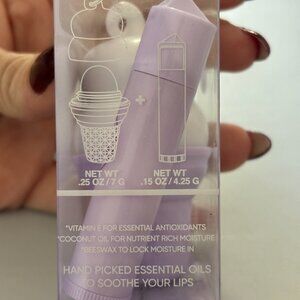 +
NET WT
.25 OZ / 7 G
NET WT
.15 OZ / 4.25 G
*VITAMIN E FOR ESSENTIAL ANTIOXIDANTS
*COCONUT OIL FOR NUTRIENT RICH MOISTURE
*BEESWAX TO LOCK MOISTURE IN
HAND PICKED ESSENTIAL OILS
TO SOOTHE YOUR LIPS